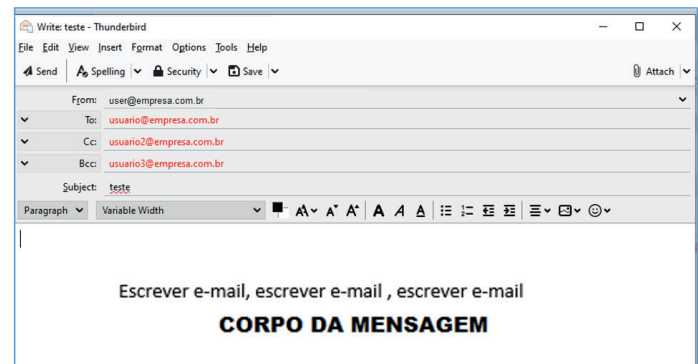 Write: teste - Thunderbird
File Edit View Insert Format Options Tools Help
Send Spelling Security Save Attach
From: user@empresa.com.br
To: usuario@empresa.com.br
Cc: usuario2@empresa.com.br
Bcc: usuario3@empresa.com.br
Subject: teste
Paragraph Variable Width
Escrever e-mail, escrever e-mail , escrever e-mail
CORPO DA MENSAGEM